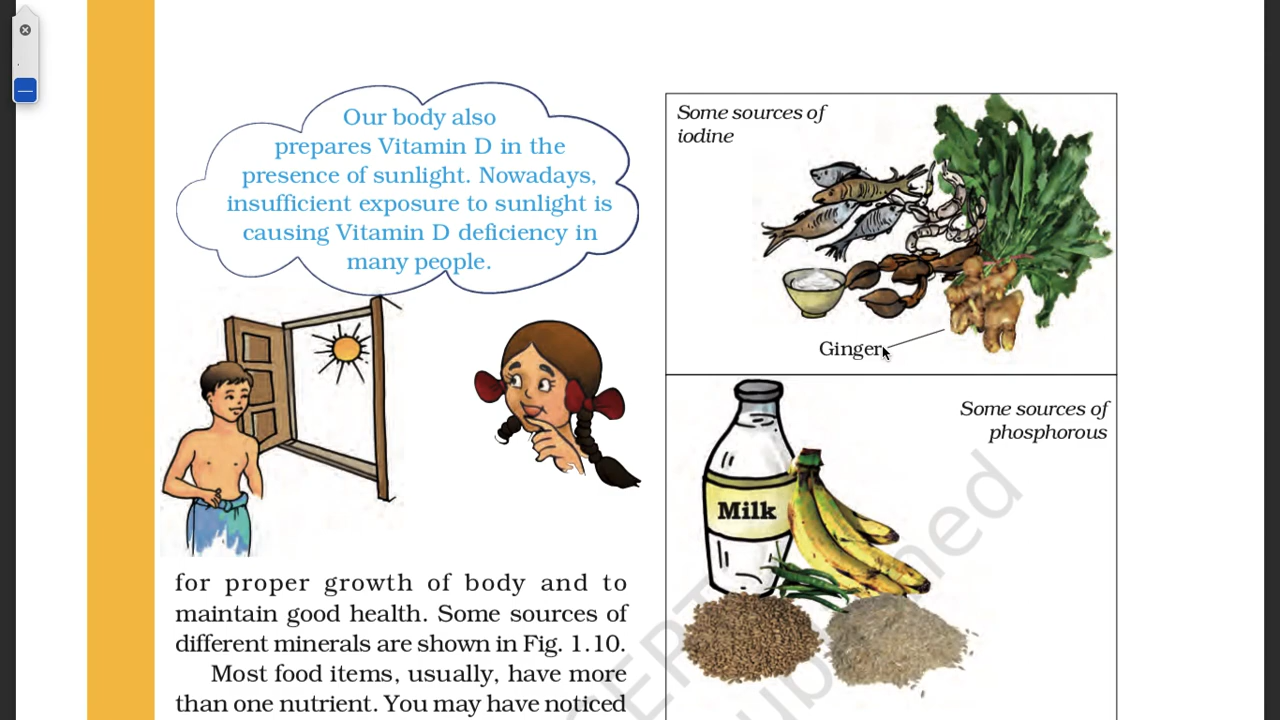 Our body also
prepares Vitamin D in the
presence of sunlight. Nowadays,
insufficient exposure to sunlight is
causing Vitamin D deficiency in
many people.
for proper growth of body and to
maintain good health. Some sources of
different minerals are shown in Fig. 1.10.
Most food items, usually, have more
than one nutrient. You may have noticed
Some sources of
iodine
Ginger
Some sources of
phosphorous
Milk